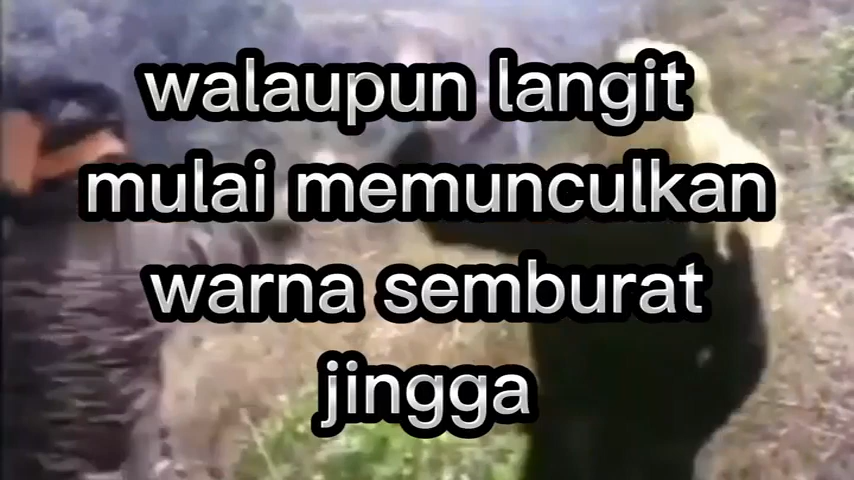 walaupun langit
mulai memunculkan
warna semburat
jingga